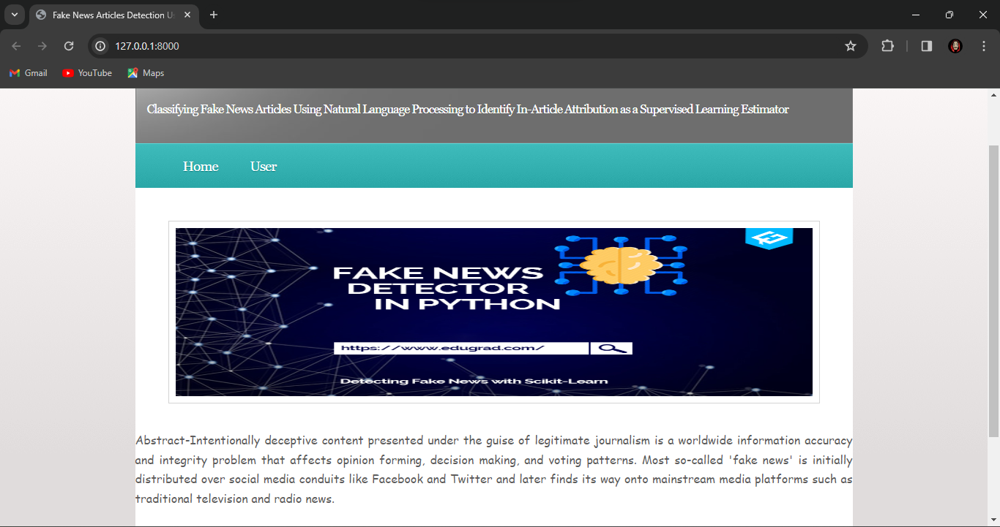 Fake News Articles Detection U
127.0.0.1:8000
Gmail YouTube Maps
Classifying Fake News Articles Using Natural Language Processing to Identify In-Article Attribution as a Supervised Learning Estimator
Home User
FAKE NEWS
DETECTOR
IN PYTHON
https://www.edugrad.com/
Detecting Fake News with Scikit-Learn
Abstract-Intentionally deceptive content presented under the guise of legitimate journalism is a worldwide information accuracy
and integrity problem that affects opinion forming, decision making, and voting patterns. Most so-called 'fake news' is initially
distributed over social media conduits like Facebook and Twitter and later finds its way onto mainstream media platforms such as
traditional television and radio news.